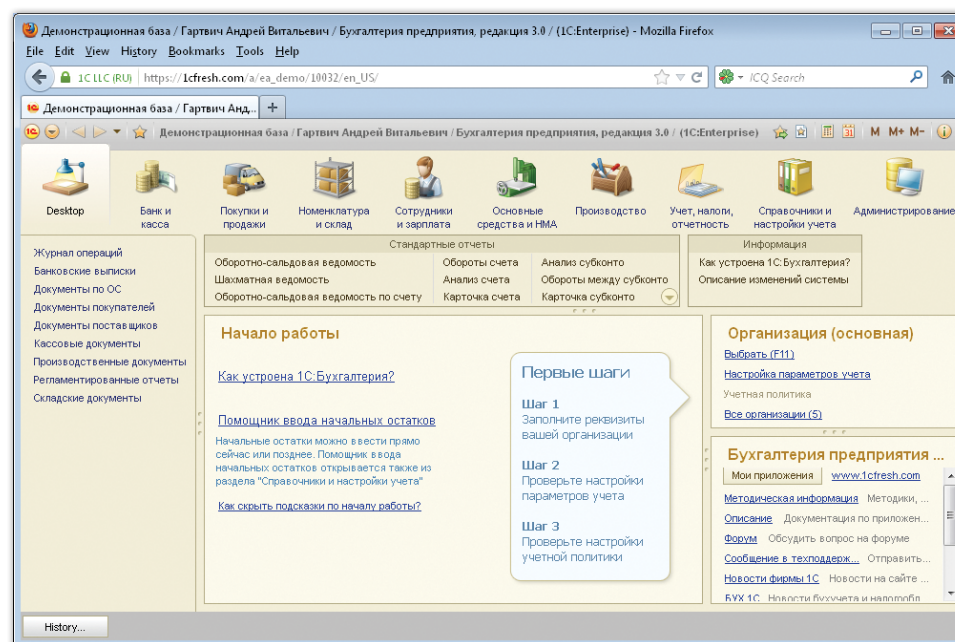 Демонстрационная база / Гартвич Андрей Витальевич / Бухгалтерия предприятия, редакция 3.0 / (1C:Enterprise) - Mozilla Firefox
File Edit View History Bookmarks Tools Help
1C LLC (RU) https://1cfresh.com/a/ea_demo/10032/en_US/
ICQ Search
Демонстрационная база / Гартвич Анд...
Демонстрационная база / Гартвич Андрей Витальевич / Бухгалтерия предприятия, редакция 3.0 / (1C:Enterprise) 31 M M+ M-
Desktop
Банк и касса
Покупки и продажи
Номенклатура и склад
Сотрудники и зарплата
Основные средства и НМА
Производство
Учет, налоги, отчетность
Справочники и настройки учета
Администрирование
Журнал операций
Банковские выписки
Документы по ОС
Документы покупателей
Документы поставщиков
Кассовые документы
Производственные документы
Регламентированные отчеты
Складские документы
Стандартные отчеты
Оборотно-сальдовая ведомость Обороты счета Анализ субконто
Шахматная ведомость Анализ счета Обороты между субконто
Оборотно-сальдовая ведомость по счету Карточка счета Карточка субконто
Информация
Как устроена 1С:Бухгалтерия?
Описание изменений системы
Начало работы
Как устроена 1С:Бухгалтерия?
Помощник ввода начальных остатков
Начальные остатки можно ввести прямо
сейчас или позднее. Помощник ввода
начальных остатков открывается также из
раздела "Справочники и настройки учета"
Как скрыть подсказки по началу работы?
Первые шаги
Шаг 1
Заполните реквизиты
вашей организации
Шаг 2
Проверьте настройки
параметров учета
Шаг 3
Проверьте настройки
учетной политики
Организация (основная)
Выбрать (F11)
Настройка параметров учета
Учетная политика
Все организации (5)
Бухгалтерия предприятия ...
Мои приложения www.1cfresh.com
Методическая информация Методики, ...
Описание Документация по приложен...
Форум Обсудить вопрос на форуме
Сообщение в техподдерж... Отправить...
Новости фирмы 1С Новости на сайте ...
БУХ.1С Новости бухучета и налогобл
History...